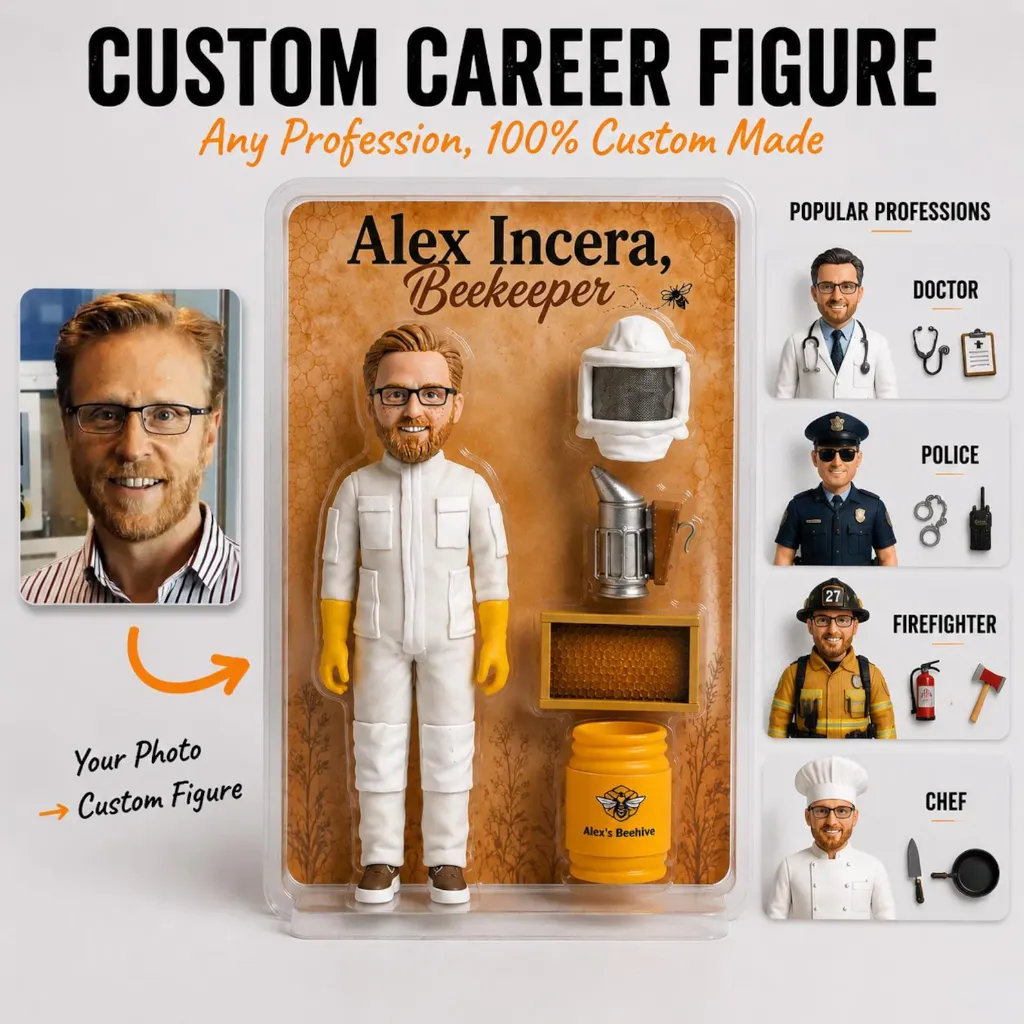 CUSTOM CAREER FIGURE
Any Profession, 100% Custom Made
Alex Incera,
Beekeeper
Alex's Beehive
Your Photo
→ Custom Figure
POPULAR PROFESSIONS
DOCTOR
POLICE
27
FIREFIGHTER
CHEF